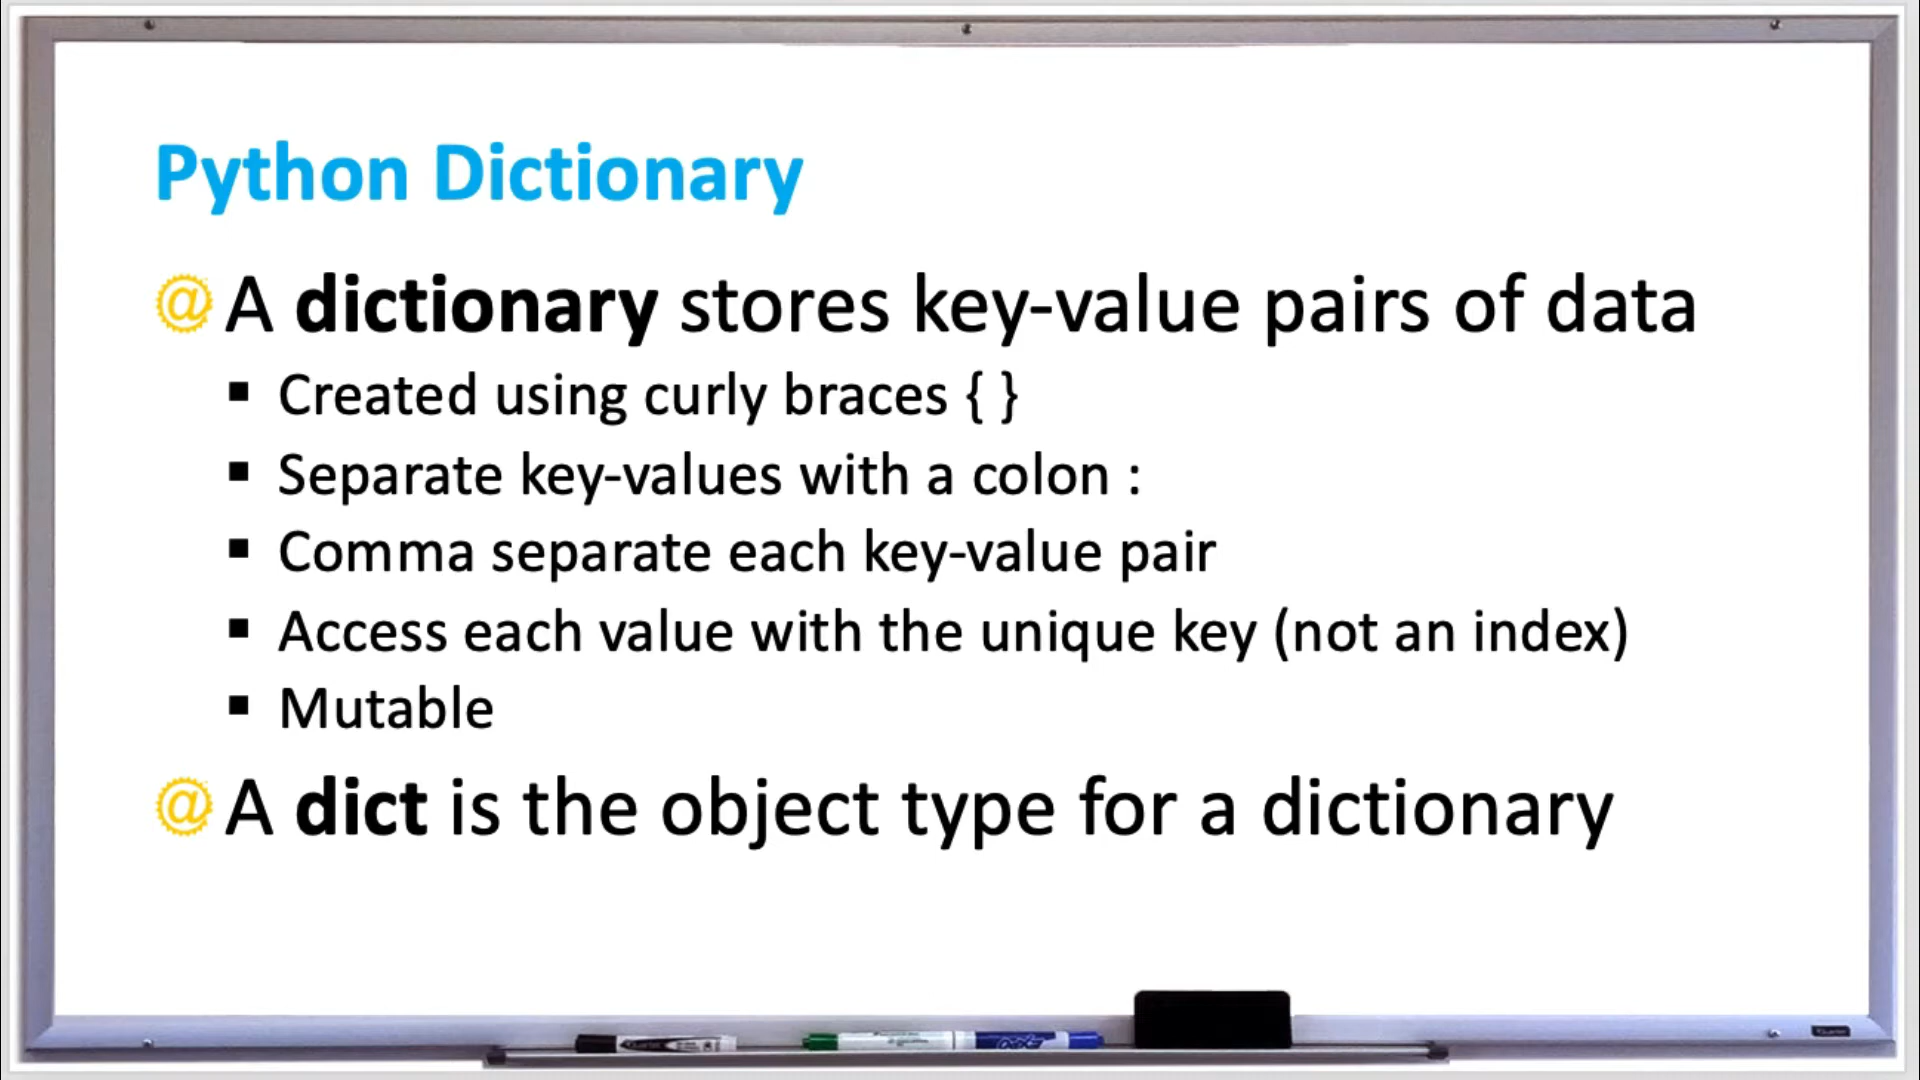 Python Dictionary
@ A dictionary stores key-value pairs of data
▪ Created using curly braces { }
▪ Separate key-values with a colon :
▪ Comma separate each key-value pair
▪ Access each value with the unique key (not an index)
▪ Mutable
@ A dict is the object type for a dictionary